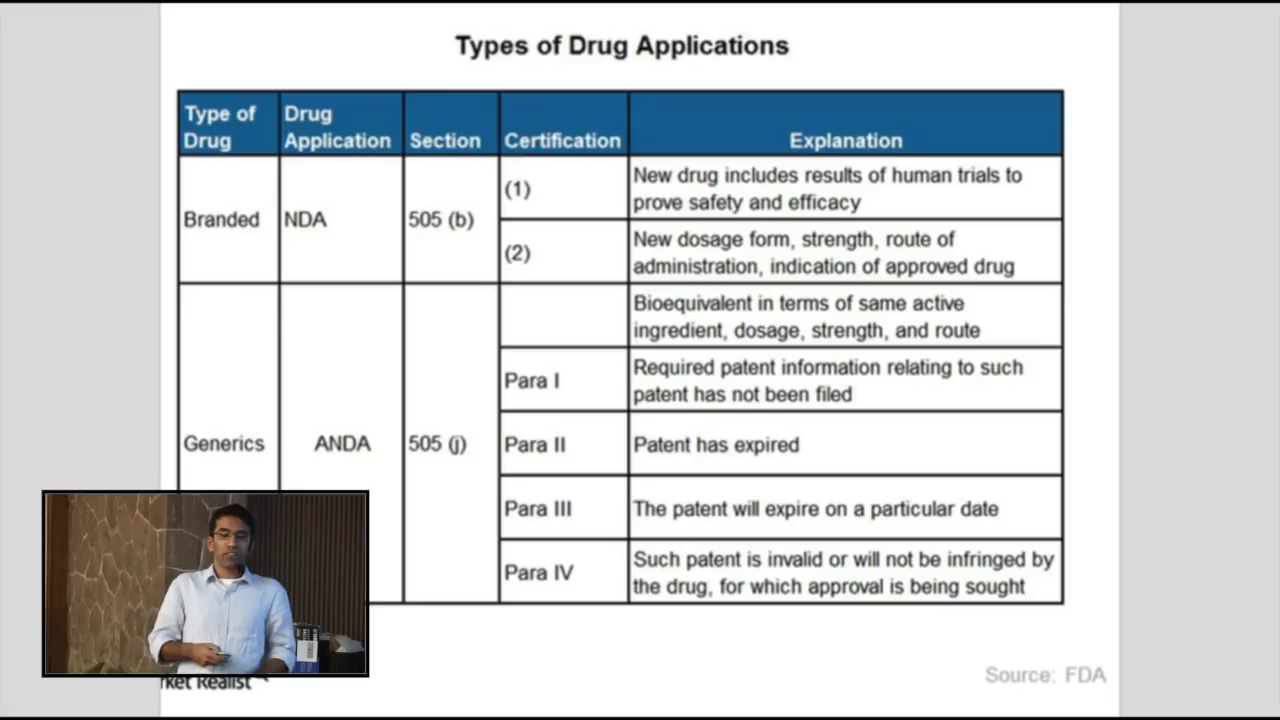 Types of Drug Applications
Type of Drug
Drug Application
Section
Certification
Explanation
Branded
NDA
505 (b)
(1)
New drug includes results of human trials to
prove safety and efficacy
(2)
New dosage form, strength, route of
administration, indication of approved drug
Generics
ANDA
505 (j)
Bioequivalent in terms of same active
ingredient, dosage, strength, and route
Para I
Required patent information relating to such
patent has not been filed
Para II
Patent has expired
Para III
The patent will expire on a particular date
Para IV
Such patent is invalid or will not be infringed by
the drug, for which approval is being sought
Realist
Source: FDA